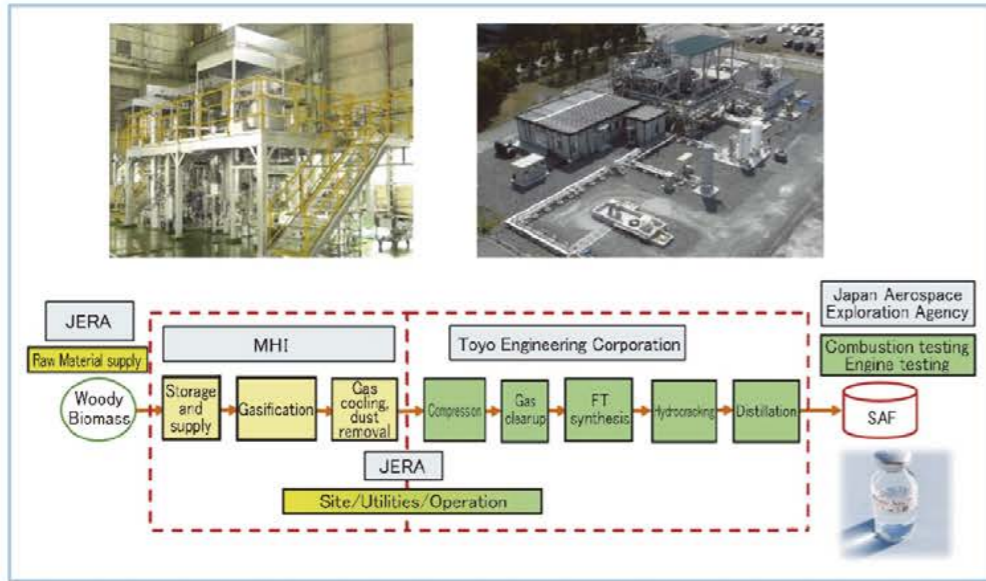 JERA
Raw Material supply
Woody
Biomass
MHI
Storage
and
supply
Gasification
Gas
cooling,
dust
removal
Toyo Engineering Corporation
Compression
Gas
cleanup
FT
synthesis
Hydrocracking
Distillation
JERA
Site/Utilities/Operation
Japan Aerospace
Exploration Agency
Combustion testing
Engine testing
SAF